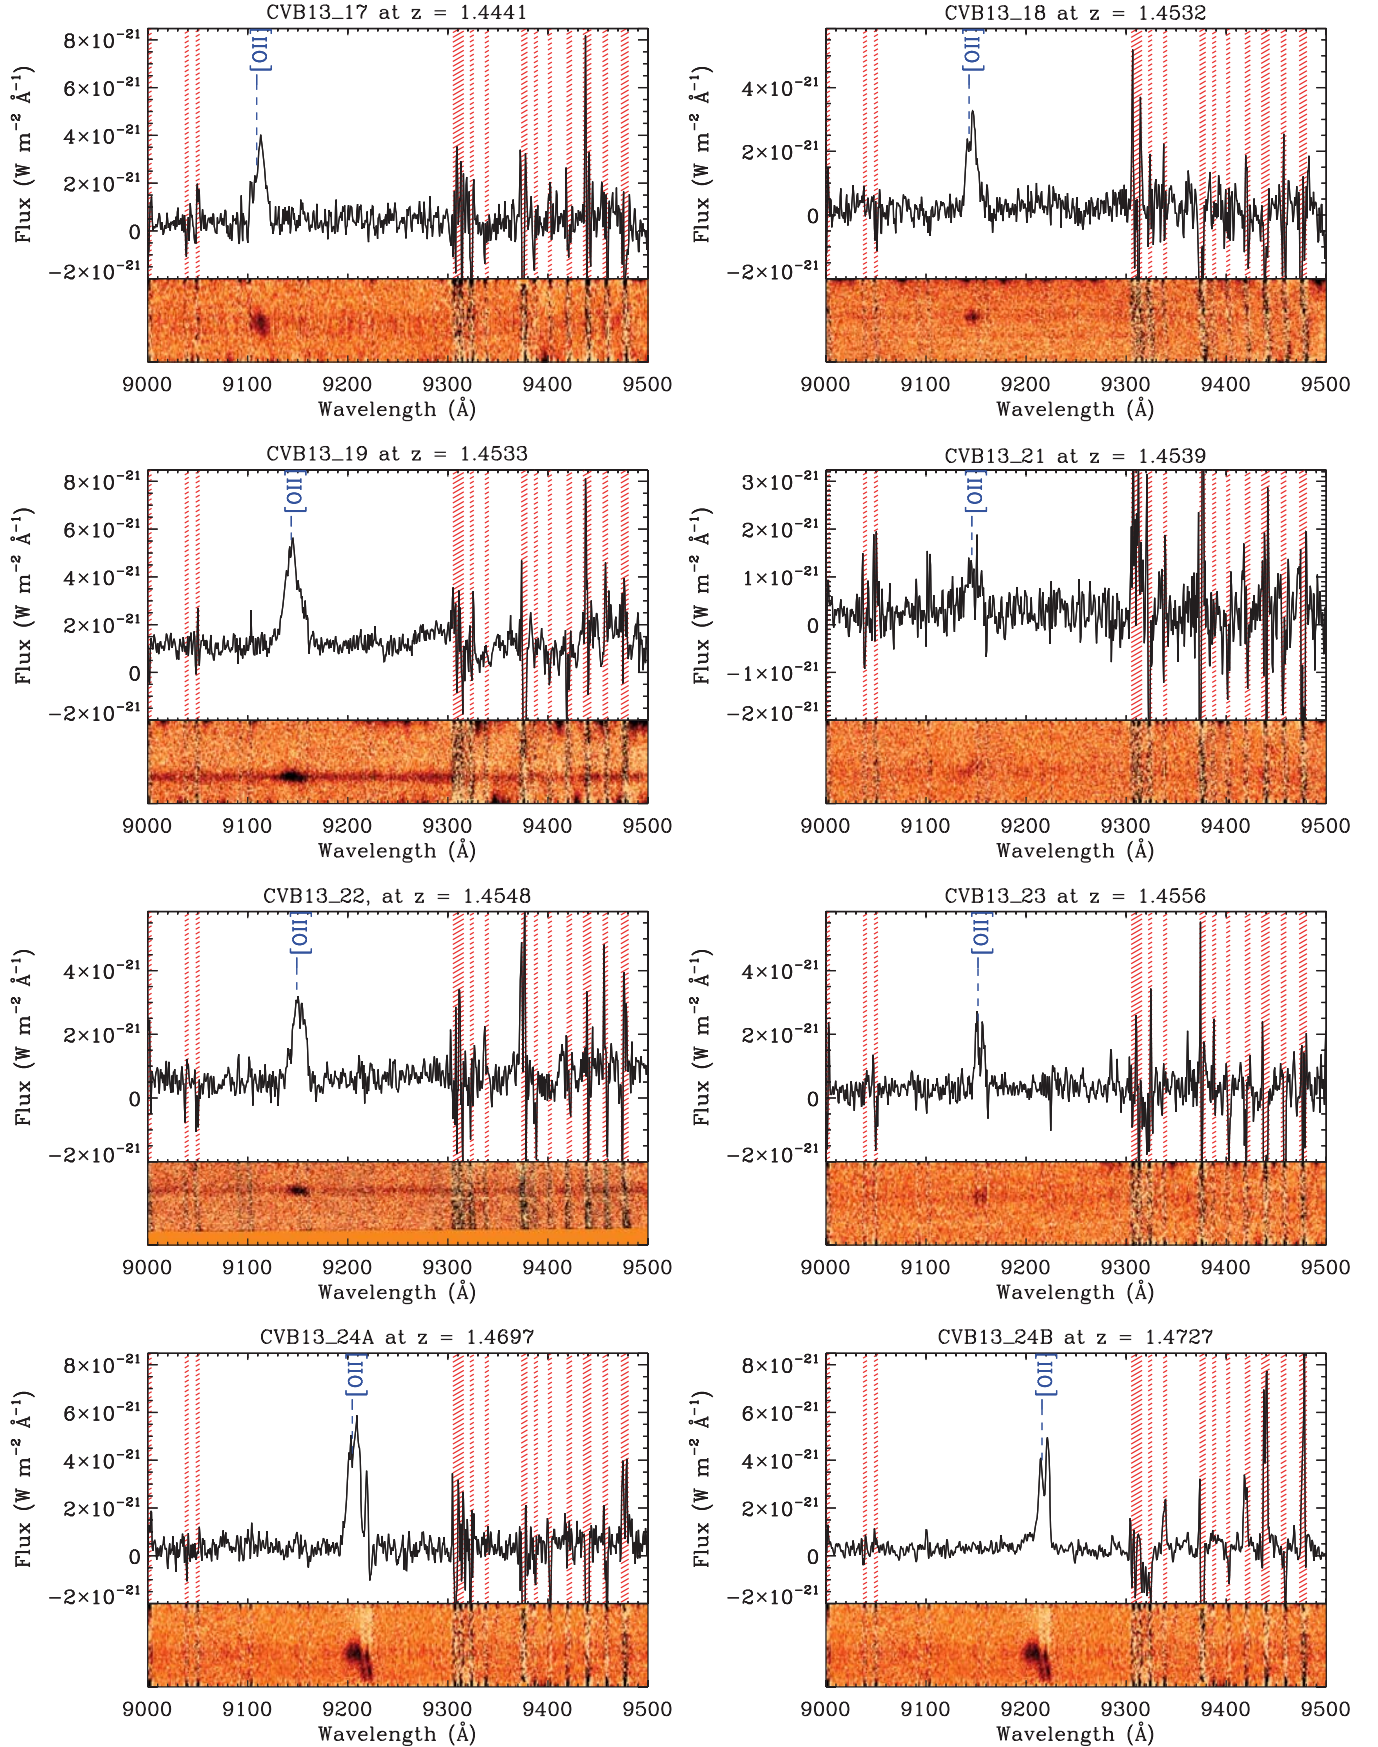 CVB13_17 at z = 1.4441
[OII]
8×10⁻²¹
6×10⁻²¹
4×10⁻²¹
2×10⁻²¹
0
−2×10⁻²¹
Flux (W m⁻² Å⁻¹)
9000 9100 9200 9300 9400 9500
Wavelength (Å)
CVB13_18 at z = 1.4532
[OII]
4×10⁻²¹
2×10⁻²¹
0
−2×10⁻²¹
Flux (W m⁻² Å⁻¹)
9000 9100 9200 9300 9400 9500
Wavelength (Å)
CVB13_19 at z = 1.4533
[OII]
8×10⁻²¹
6×10⁻²¹
4×10⁻²¹
2×10⁻²¹
0
−2×10⁻²¹
Flux (W m⁻² Å⁻¹)
9000 9100 9200 9300 9400 9500
Wavelength (Å)
CVB13_21 at z = 1.4539
[OII]
3×10⁻²¹
2×10⁻²¹
1×10⁻²¹
0
−1×10⁻²¹
−2×10⁻²¹
Flux (W m⁻² Å⁻¹)
9000 9100 9200 9300 9400 9500
Wavelength (Å)
CVB13_22, at z = 1.4548
[OII]
4×10⁻²¹
2×10⁻²¹
0
−2×10⁻²¹
Flux (W m⁻² Å⁻¹)
9000 9100 9200 9300 9400 9500
Wavelength (Å)
CVB13_23 at z = 1.4556
[OII]
4×10⁻²¹
2×10⁻²¹
0
−2×10⁻²¹
Flux (W m⁻² Å⁻¹)
9000 9100 9200 9300 9400 9500
Wavelength (Å)
CVB13_24A at z = 1.4697
[OII]
8×10⁻²¹
6×10⁻²¹
4×10⁻²¹
2×10⁻²¹
0
−2×10⁻²¹
Flux (W m⁻² Å⁻¹)
9000 9100 9200 9300 9400 9500
Wavelength (Å)
CVB13_24B at z = 1.4727
[OII]
8×10⁻²¹
6×10⁻²¹
4×10⁻²¹
2×10⁻²¹
0
−2×10⁻²¹
Flux (W m⁻² Å⁻¹)
9000 9100 9200 9300 9400 9500
Wavelength (Å)